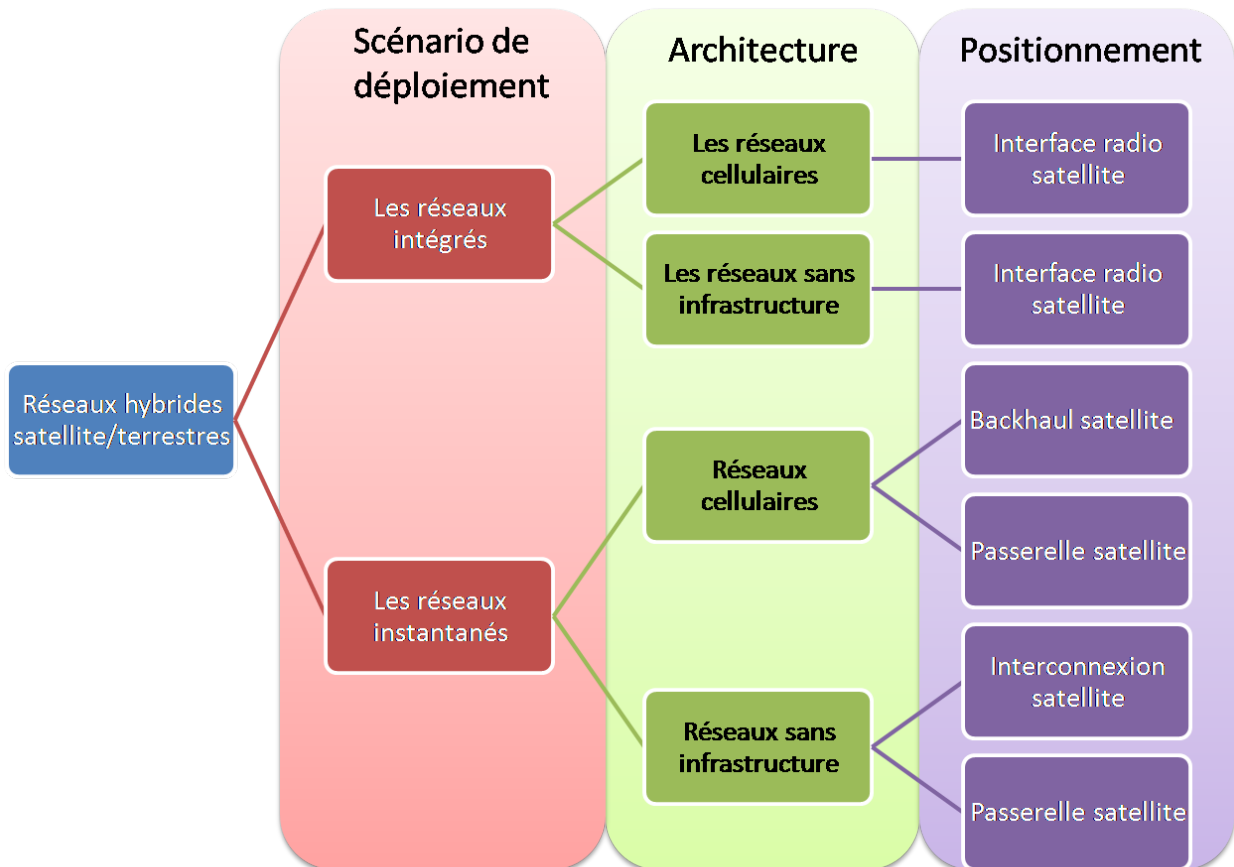 Scénario de
déploiement
Architecture
Positionnement
Réseaux hybrides
satellite/terrestres
Les réseaux
intégrés
Les réseaux
instantanés
Les réseaux
cellulaires
Les réseaux sans
infrastructure
Réseaux
cellulaires
Réseaux sans
infrastructure
Interface radio
satellite
Interface radio
satellite
Backhaul satellite
Passerelle satellite
Interconnexion
satellite
Passerelle satellite